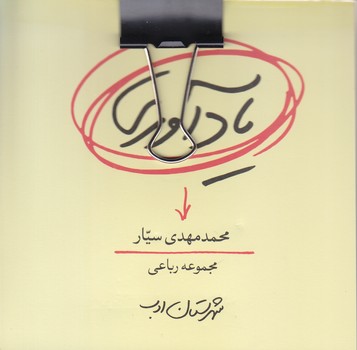 یادآوری
محمدمهدی سیّار
مجموعه رباعی
شهرستان ادب